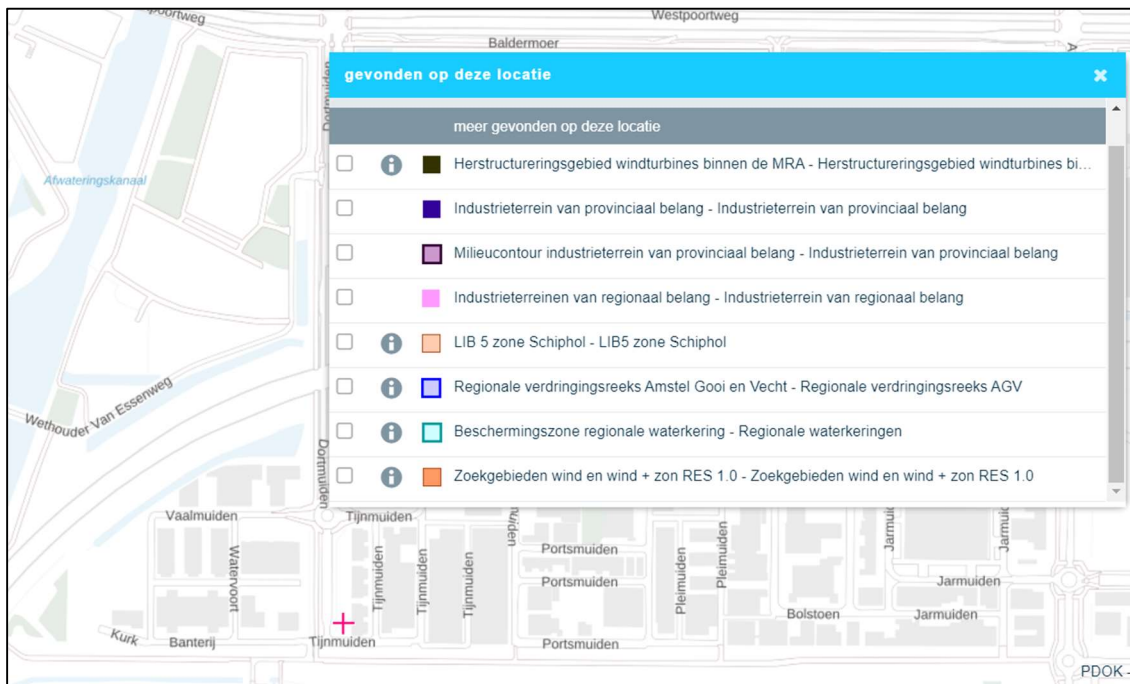 Westpoortweg
Baldermoer
gevonden op deze locatie
meer gevonden op deze locatie
Herstructureringsgebied windturbines binnen de MRA - Herstructureringsgebied windturbines bi...
Industrieterrein van provinciaal belang - Industrieterrein van provinciaal belang
Milieucontour industrieterrein van provinciaal belang - Industrieterrein van provinciaal belang
Industrieterreinen van regionaal belang - Industrieterrein van regionaal belang
LIB 5 zone Schiphol - LIB5 zone Schiphol
Regionale verdringingsreeks Amstel Gooi en Vecht - Regionale verdringingsreeks AGV
Beschermingszone regionale waterkering - Regionale waterkeringen
Zoekgebieden wind en wind + zon RES 1.0 - Zoekgebieden wind en wind + zon RES 1.0
Afwateringskanaal
Wethouder Van Essenweg
Dortmuiden
Vaalmuiden
Tijnmuiden
Watervoort
Tijnmuiden
Tijnmuiden
Tijnmuiden
Portsmuiden
Portsmuiden
Pleimuiden
Pleimuiden
Jarmuiden
Jarmuiden
Bolstoen
Jarmuiden
Kurk
Banterij
Tijnmuiden
Portsmuiden
PDOK -